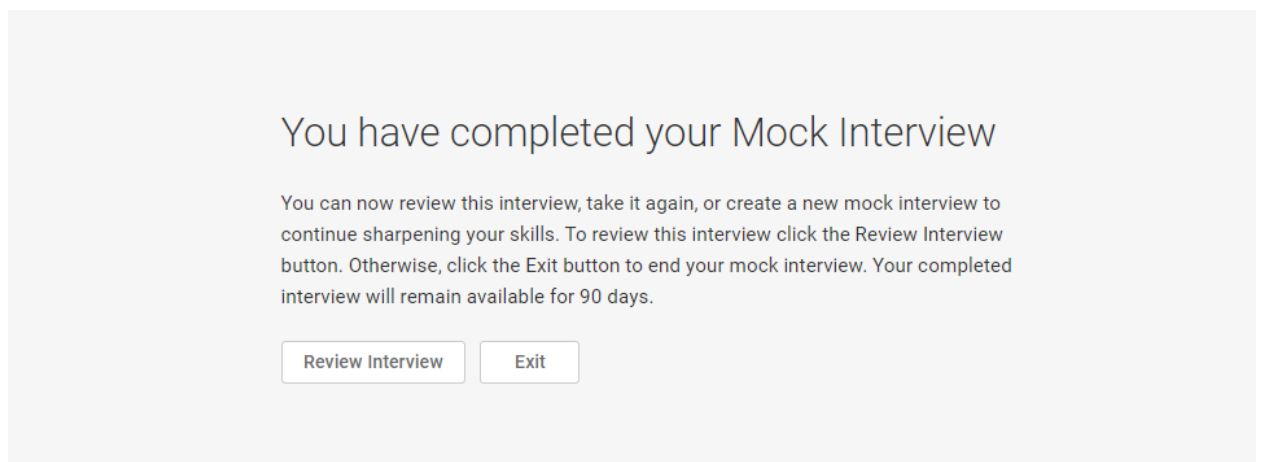 You have completed your Mock Interview
You can now review this interview, take it again, or create a new mock interview to
continue sharpening your skills. To review this interview click the Review Interview
button. Otherwise, click the Exit button to end your mock interview. Your completed
interview will remain available for 90 days.
Review Interview
Exit